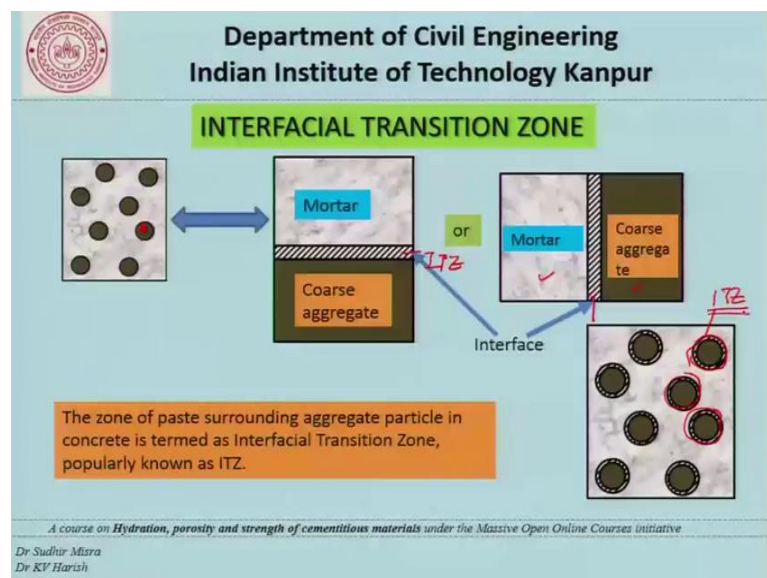 Department of Civil Engineering
Indian Institute of Technology Kanpur
INTERFACIAL TRANSITION ZONE
Mortar
or
Mortar
Coarse
aggrega
te
ITZ
Coarse
aggregate
ITZ
Interface
The zone of paste surrounding aggregate particle in
concrete is termed as Interfacial Transition Zone,
popularly known as ITZ.
A course on Hydration, porosity and strength of cementitious materials under the Massive Open Online Courses initiative
Dr Sudhir Misra
Dr KV Harish